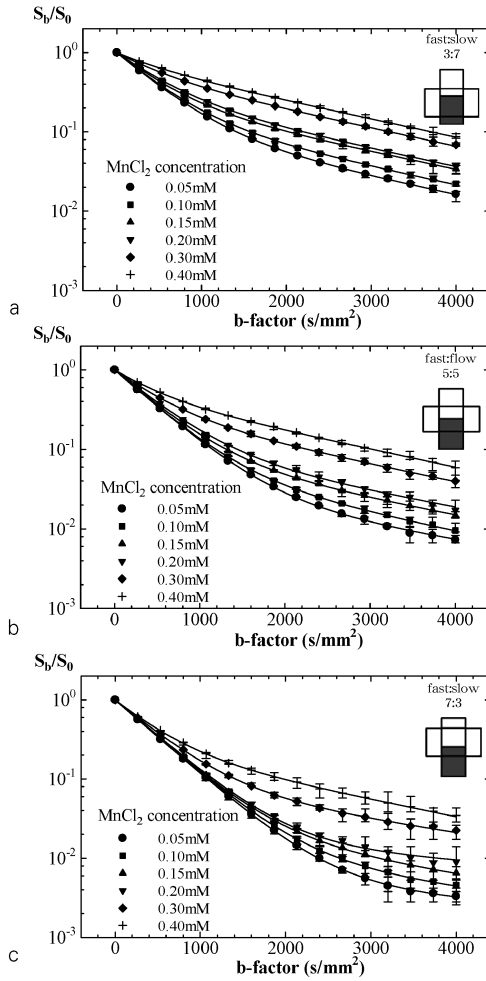 S_b/S_0
fast:slow
3:7
10^0
10^-1
10^-2
10^-3
MnCl_2 concentration
0.05mM
0.10mM
0.15mM
0.20mM
0.30mM
0.40mM
0 1000 2000 3000 4000
a
b-factor (s/mm^2)
S_b/S_0
fast:flow
5:5
10^0
10^-1
10^-2
10^-3
MnCl_2 concentration
0.05mM
0.10mM
0.15mM
0.20mM
0.30mM
0.40mM
0 1000 2000 3000 4000
b
b-factor (s/mm^2)
S_b/S_0
fast:slow
7:3
10^0
10^-1
10^-2
10^-3
MnCl_2 concentration
0.05mM
0.10mM
0.15mM
0.20mM
0.30mM
0.40mM
0 1000 2000 3000 4000
c
b-factor (s/mm^2)